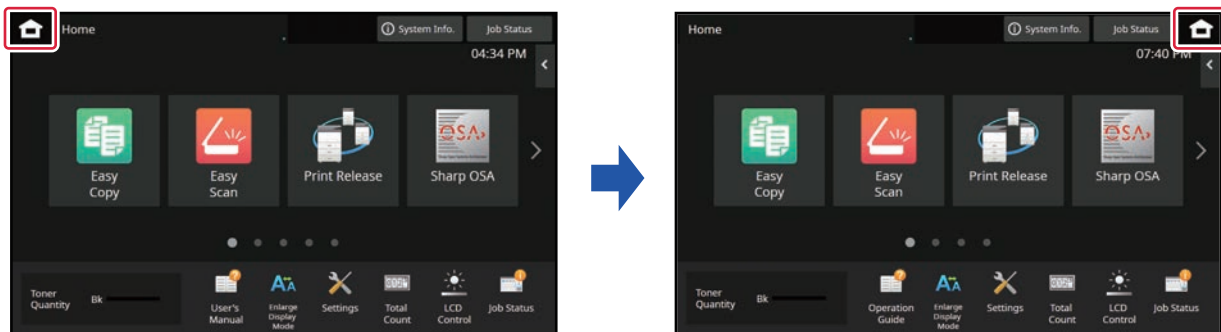 Home
System Info.
Job Status
04:34 PM
Easy
Copy
Easy
Scan
Print Release
OSA
Sharp OSA
Toner
Quantity
Bk
User's
Manual
Enlarge
Display
Mode
Settings
Total
Count
LCD
Control
Job Status
Home
System Info.
Job Status
07:40 PM
Easy
Copy
Easy
Scan
Print Release
OSA
Sharp OSA
Toner
Quantity
Bk
Operation
Guide
Enlarge
Display
Mode
Settings
Total
Count
LCD
Control
Job Status